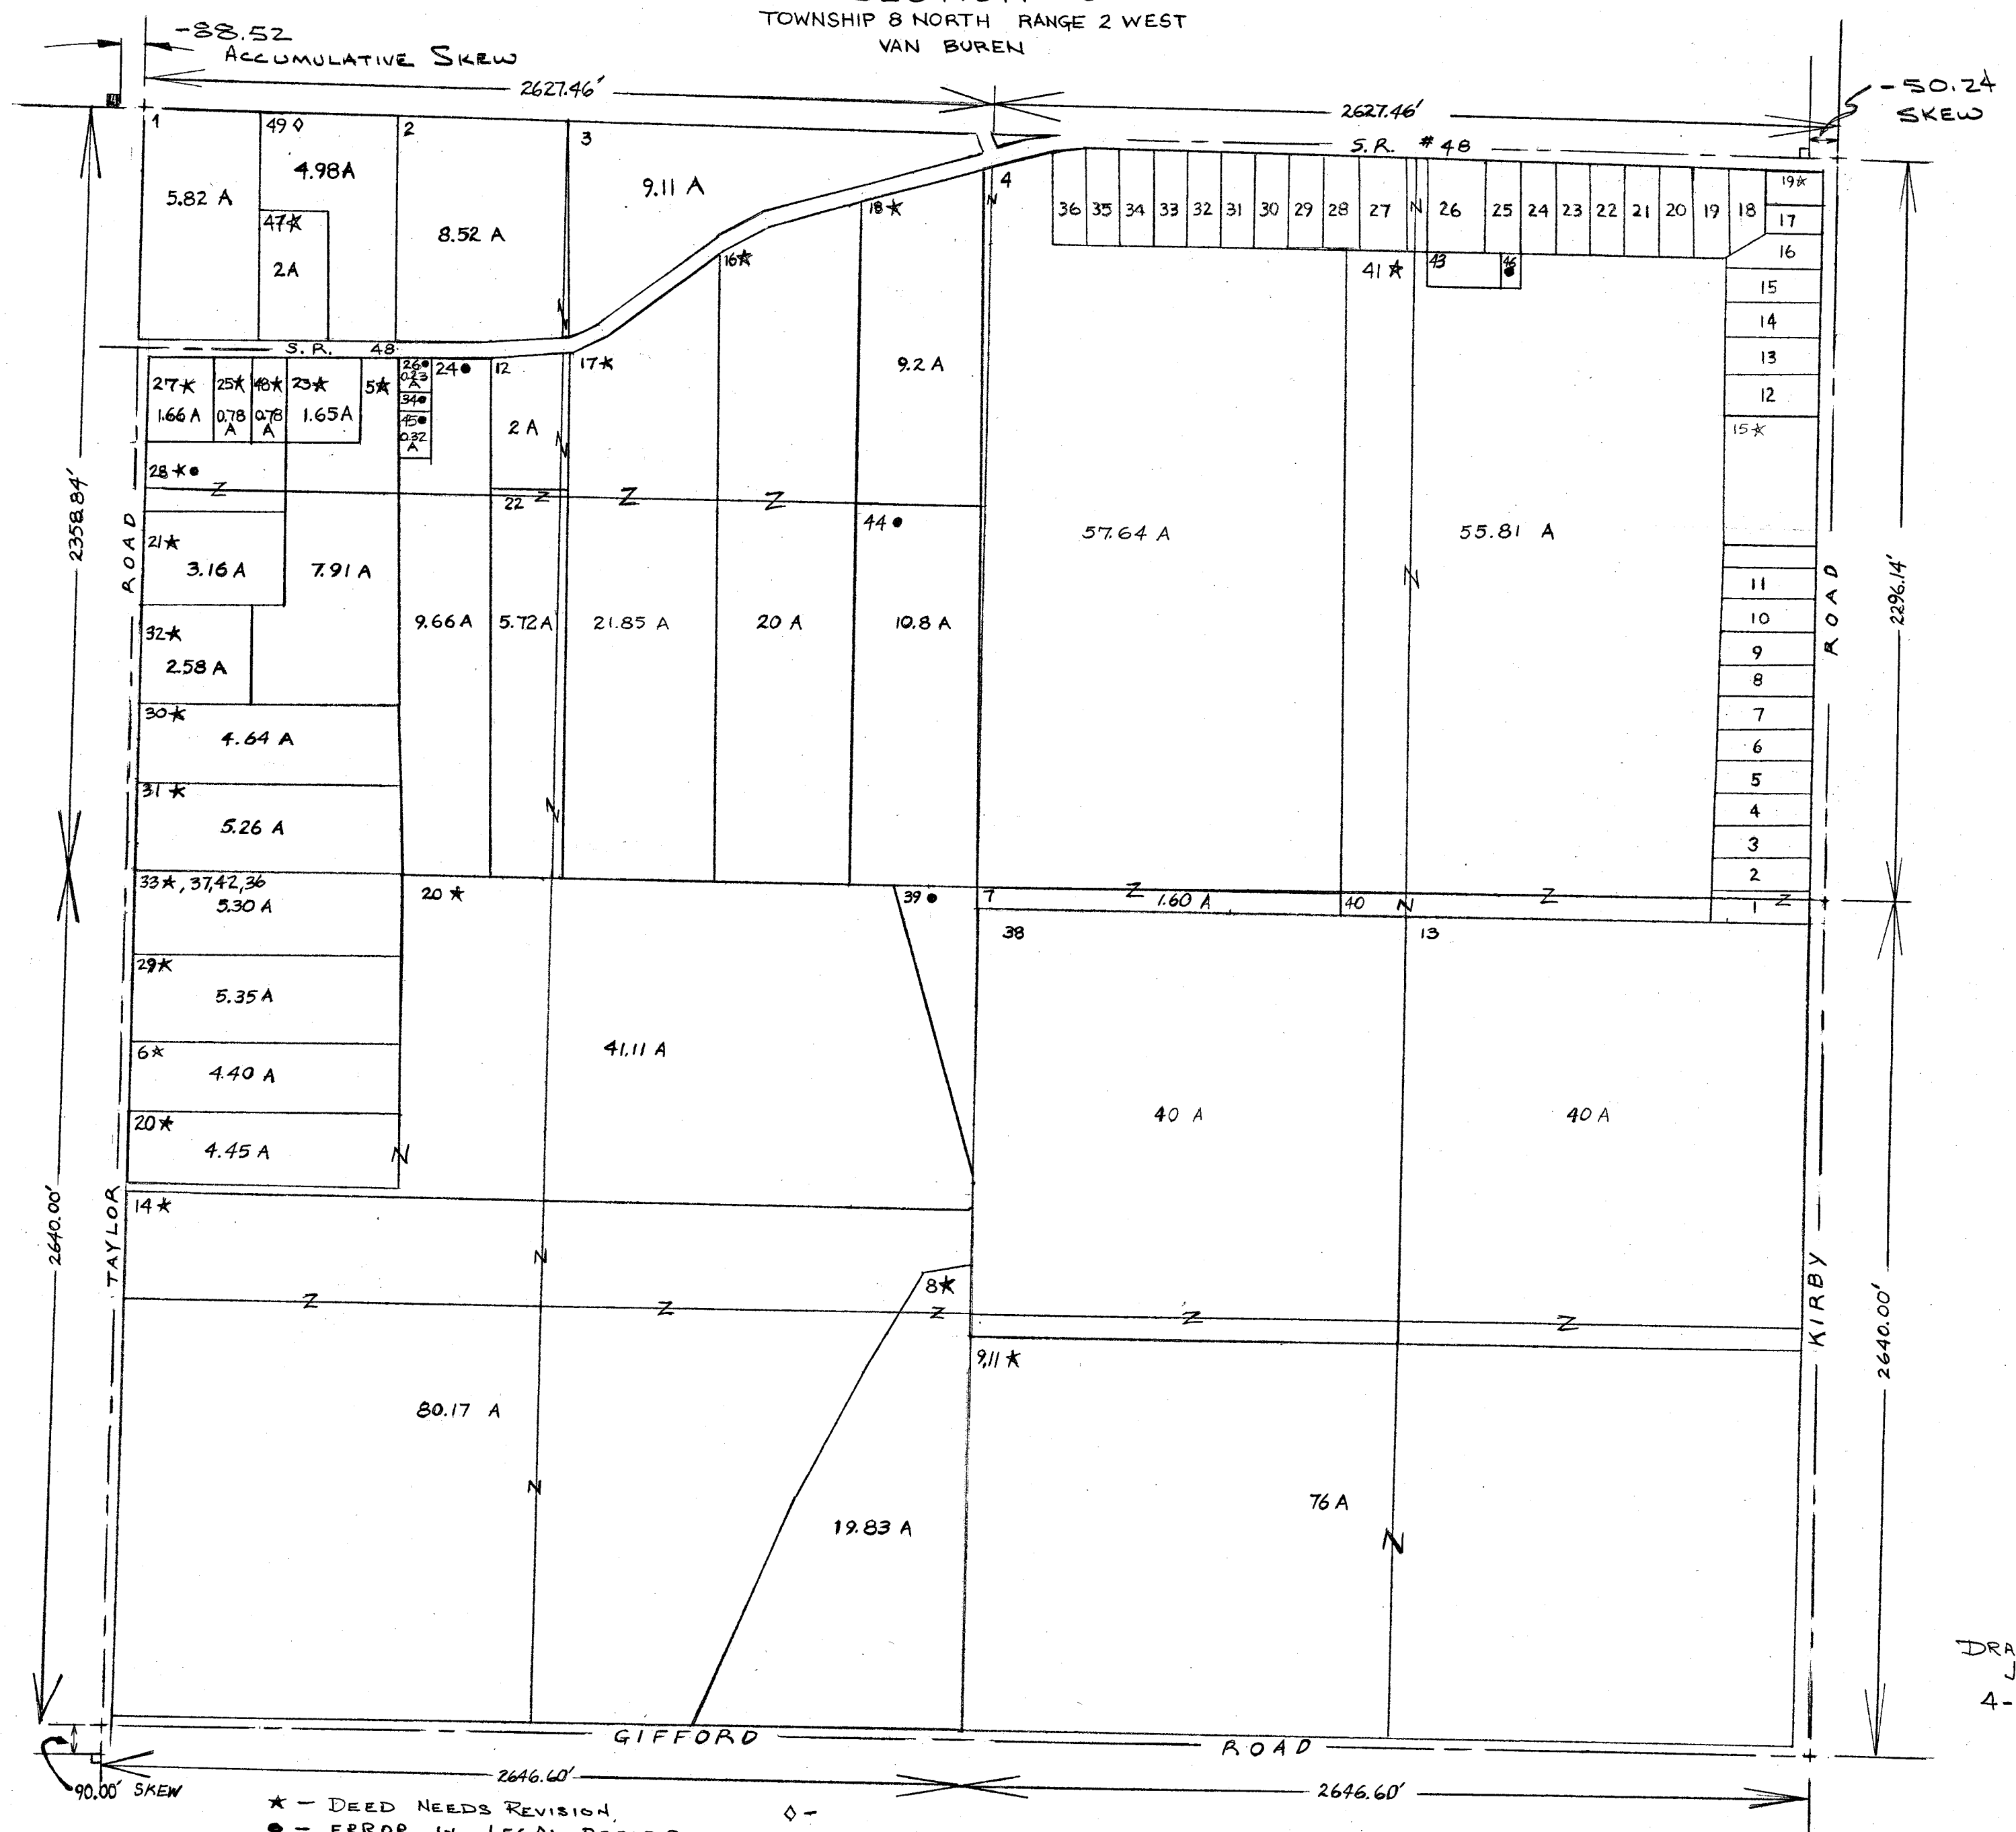 TOWNSHIP 8 NORTH RANGE 2 WEST
VAN BUREN
-88.52
ACCUMULATIVE SKEW
2627.46'
2627.46'
-50.24
SKEW
S.R. #48
1
49 ◊
2
3
4
4.98A
5.82 A
47★
2A
8.52 A
9.11 A
18★
16★
36 35 34 33 32 31 30 29 28 27 N 26 25 24 23 22 21 20 19 18
19★
17
16
15
14
13
12
15★
41★
43
46●
S.R. 48
27★
1.66 A
25★
0.78
A
48★
0.78
A
23★
1.65A
5★
26●
0.23
A
34●
45●
0.32
A
24●
12
2 A
17★
9.2 A
28★●
22
44●
21★
3.16 A
7.91 A
9.66 A
5.72 A
21.85 A
20 A
10.8 A
57.64 A
55.81 A
11
10
9
8
7
6
5
4
3
2
1
32★
2.58 A
30★
4.64 A
31★
5.26 A
33★, 37,42,36
5.30 A
20★
39●
7
1.60 A
40
38
13
29★
5.35 A
6★
4.40 A
20★
4.45 A
41.11 A
40 A
40 A
14★
8★
9,11★
80.17 A
19.83 A
76 A
2358.84'
2640.00'
ROAD
TAYLOR
ROAD
KIRBY
2296.14'
2640.00'
GIFFORD ROAD
2646.60'
2646.60'
90.00' SKEW
★ - DEED NEEDS REVISION.
◊ -
DRA
4-